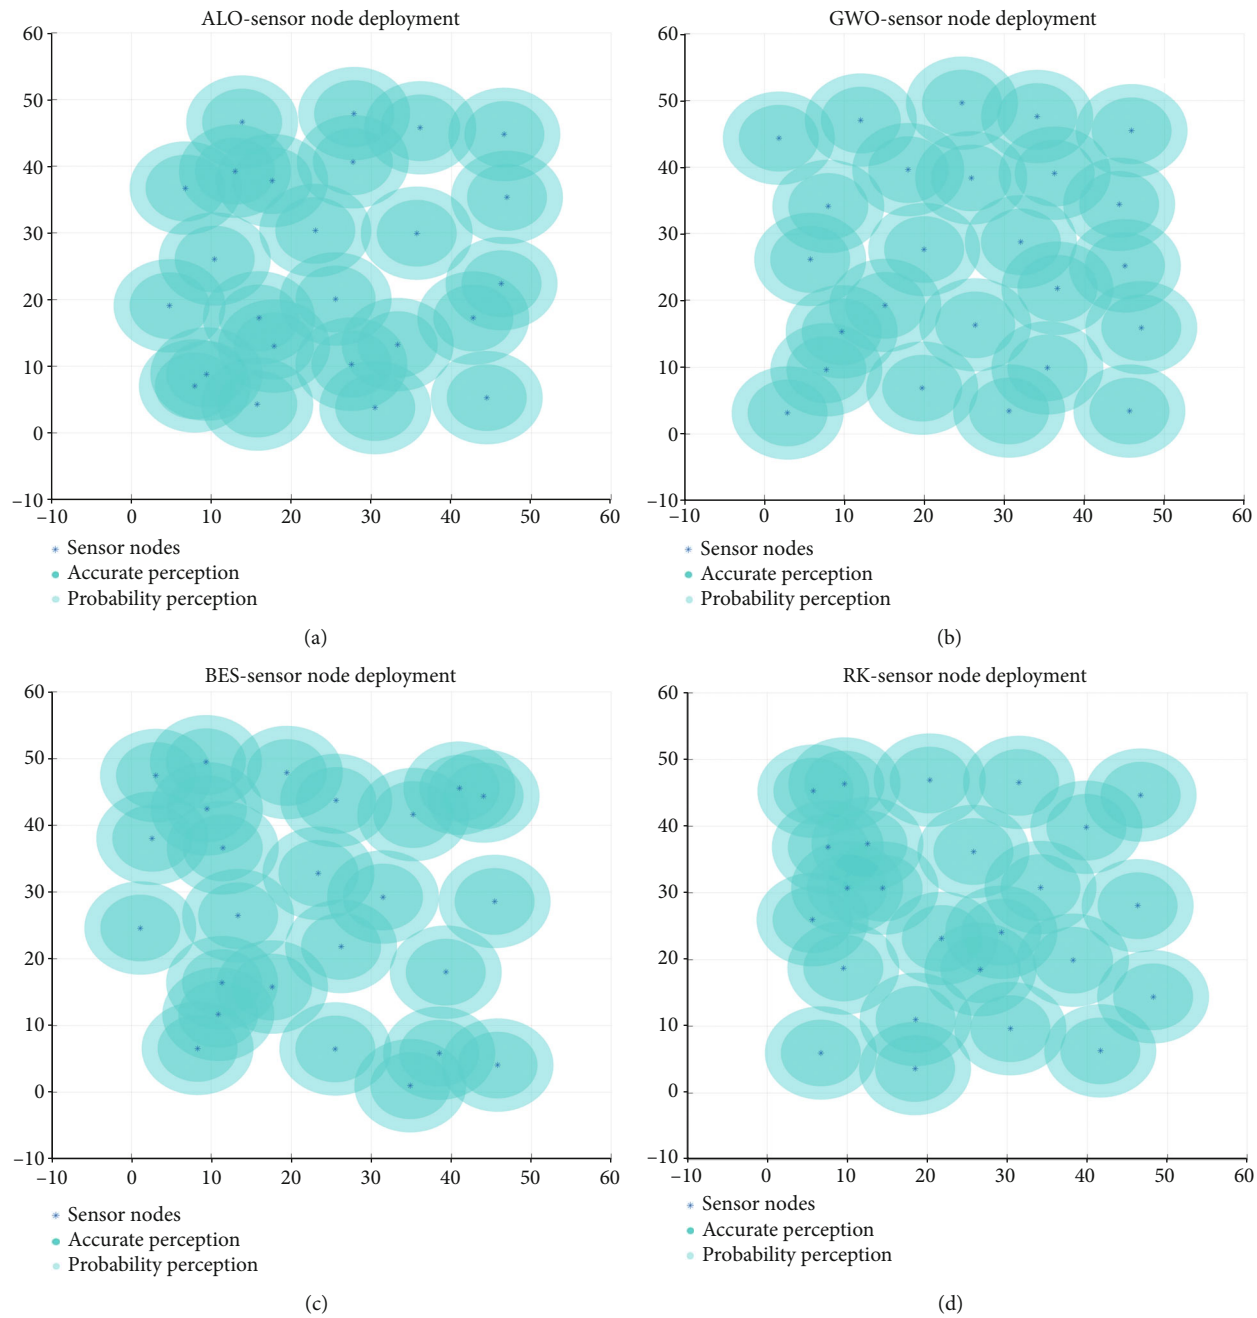 ALO-sensor node deployment
60
50
40
30
20
10
0
–10
–10 0 10 20 30 40 50 60
Sensor nodes
Accurate perception
Probability perception
(a)
GWO-sensor node deployment
60
50
40
30
20
10
0
–10
–10 0 10 20 30 40 50 60
Sensor nodes
Accurate perception
Probability perception
(b)
BES-sensor node deployment
60
50
40
30
20
10
0
–10
–10 0 10 20 30 40 50 60
Sensor nodes
Accurate perception
Probability perception
(c)
RK-sensor node deployment
60
50
40
30
20
10
0
–10
–10 0 10 20 30 40 50 60
Sensor nodes
Accurate perception
Probability perception
(d)